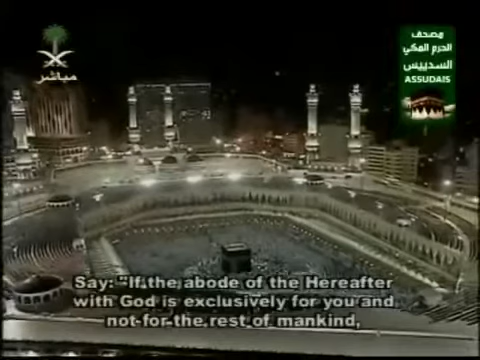 مباشر
مصحف
الحرم المكي
السديس
ASSUDAIS
Say: "If the abode of the Hereafter
with God is exclusively for you and
not for the rest of mankind,